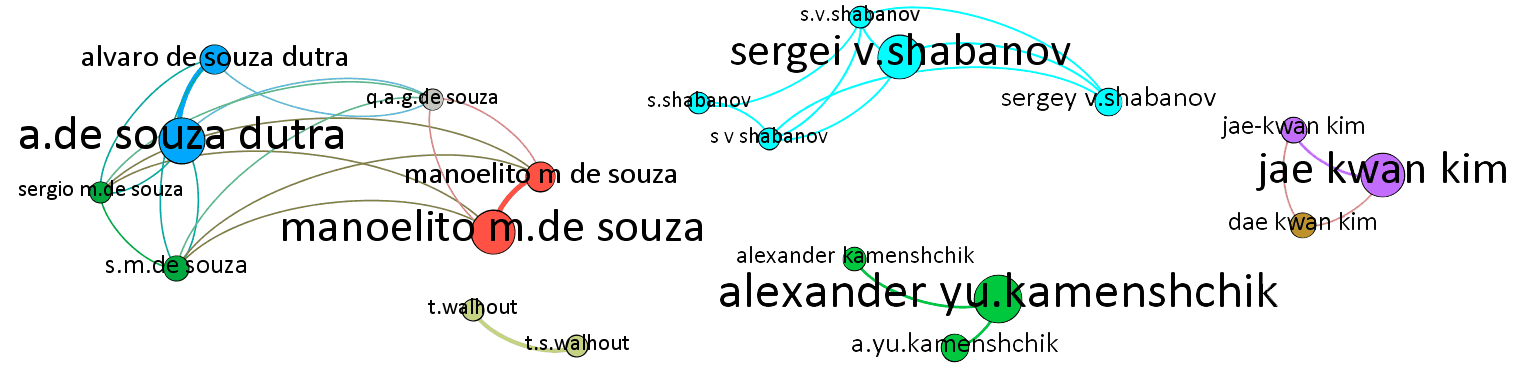 alvaro de souza dutra
q.a.g.de souza
a.de souza dutra
manoelito m de souza
sergio m.de souza
manoelito m.de souza
s.m.de souza
t.walhout
t.s.walhout
s.v.shabanov
sergei v.shabanov
s.shabanov
sergey v.shabanov
s v shabanov
alexander kamenshchik
alexander yu.kamenshchik
a.yu.kamenshchik
jae-kwan kim
jae kwan kim
dae kwan kim